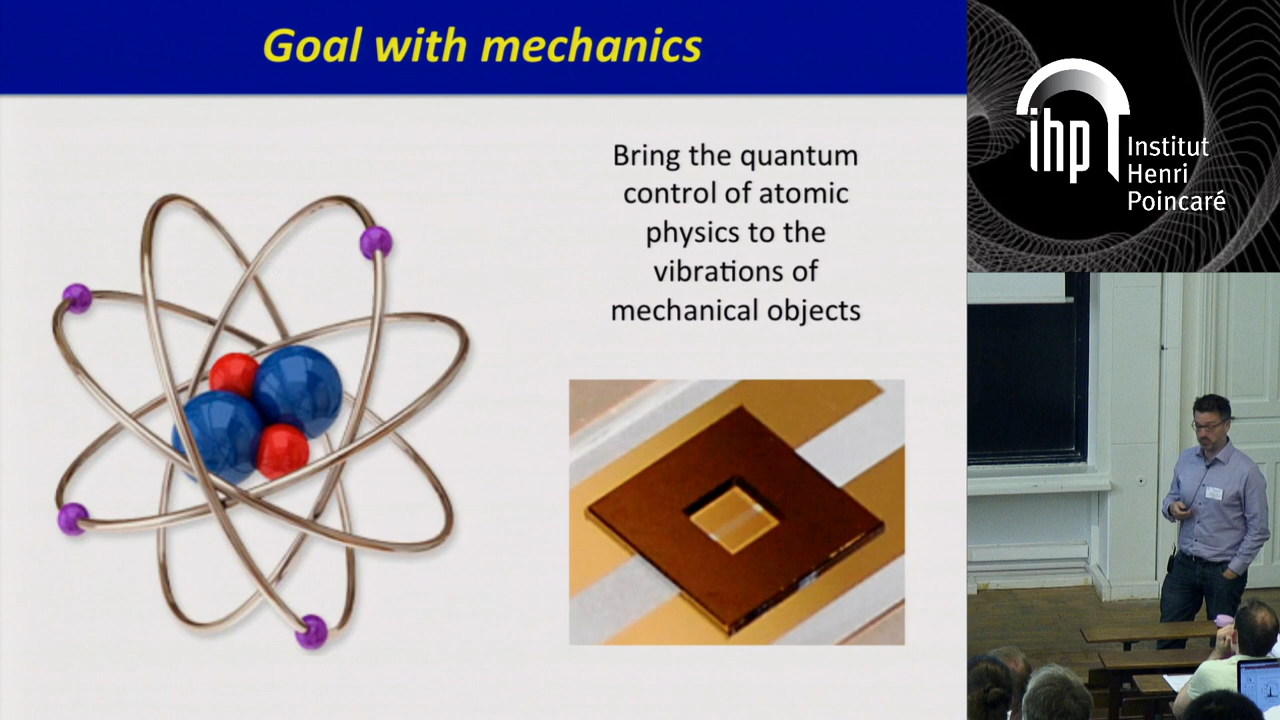 Goal with mechanics
Bring the quantum
control of atomic
physics to the
vibrations of
mechanical objects
ihp
Institut
Henri
Poincaré